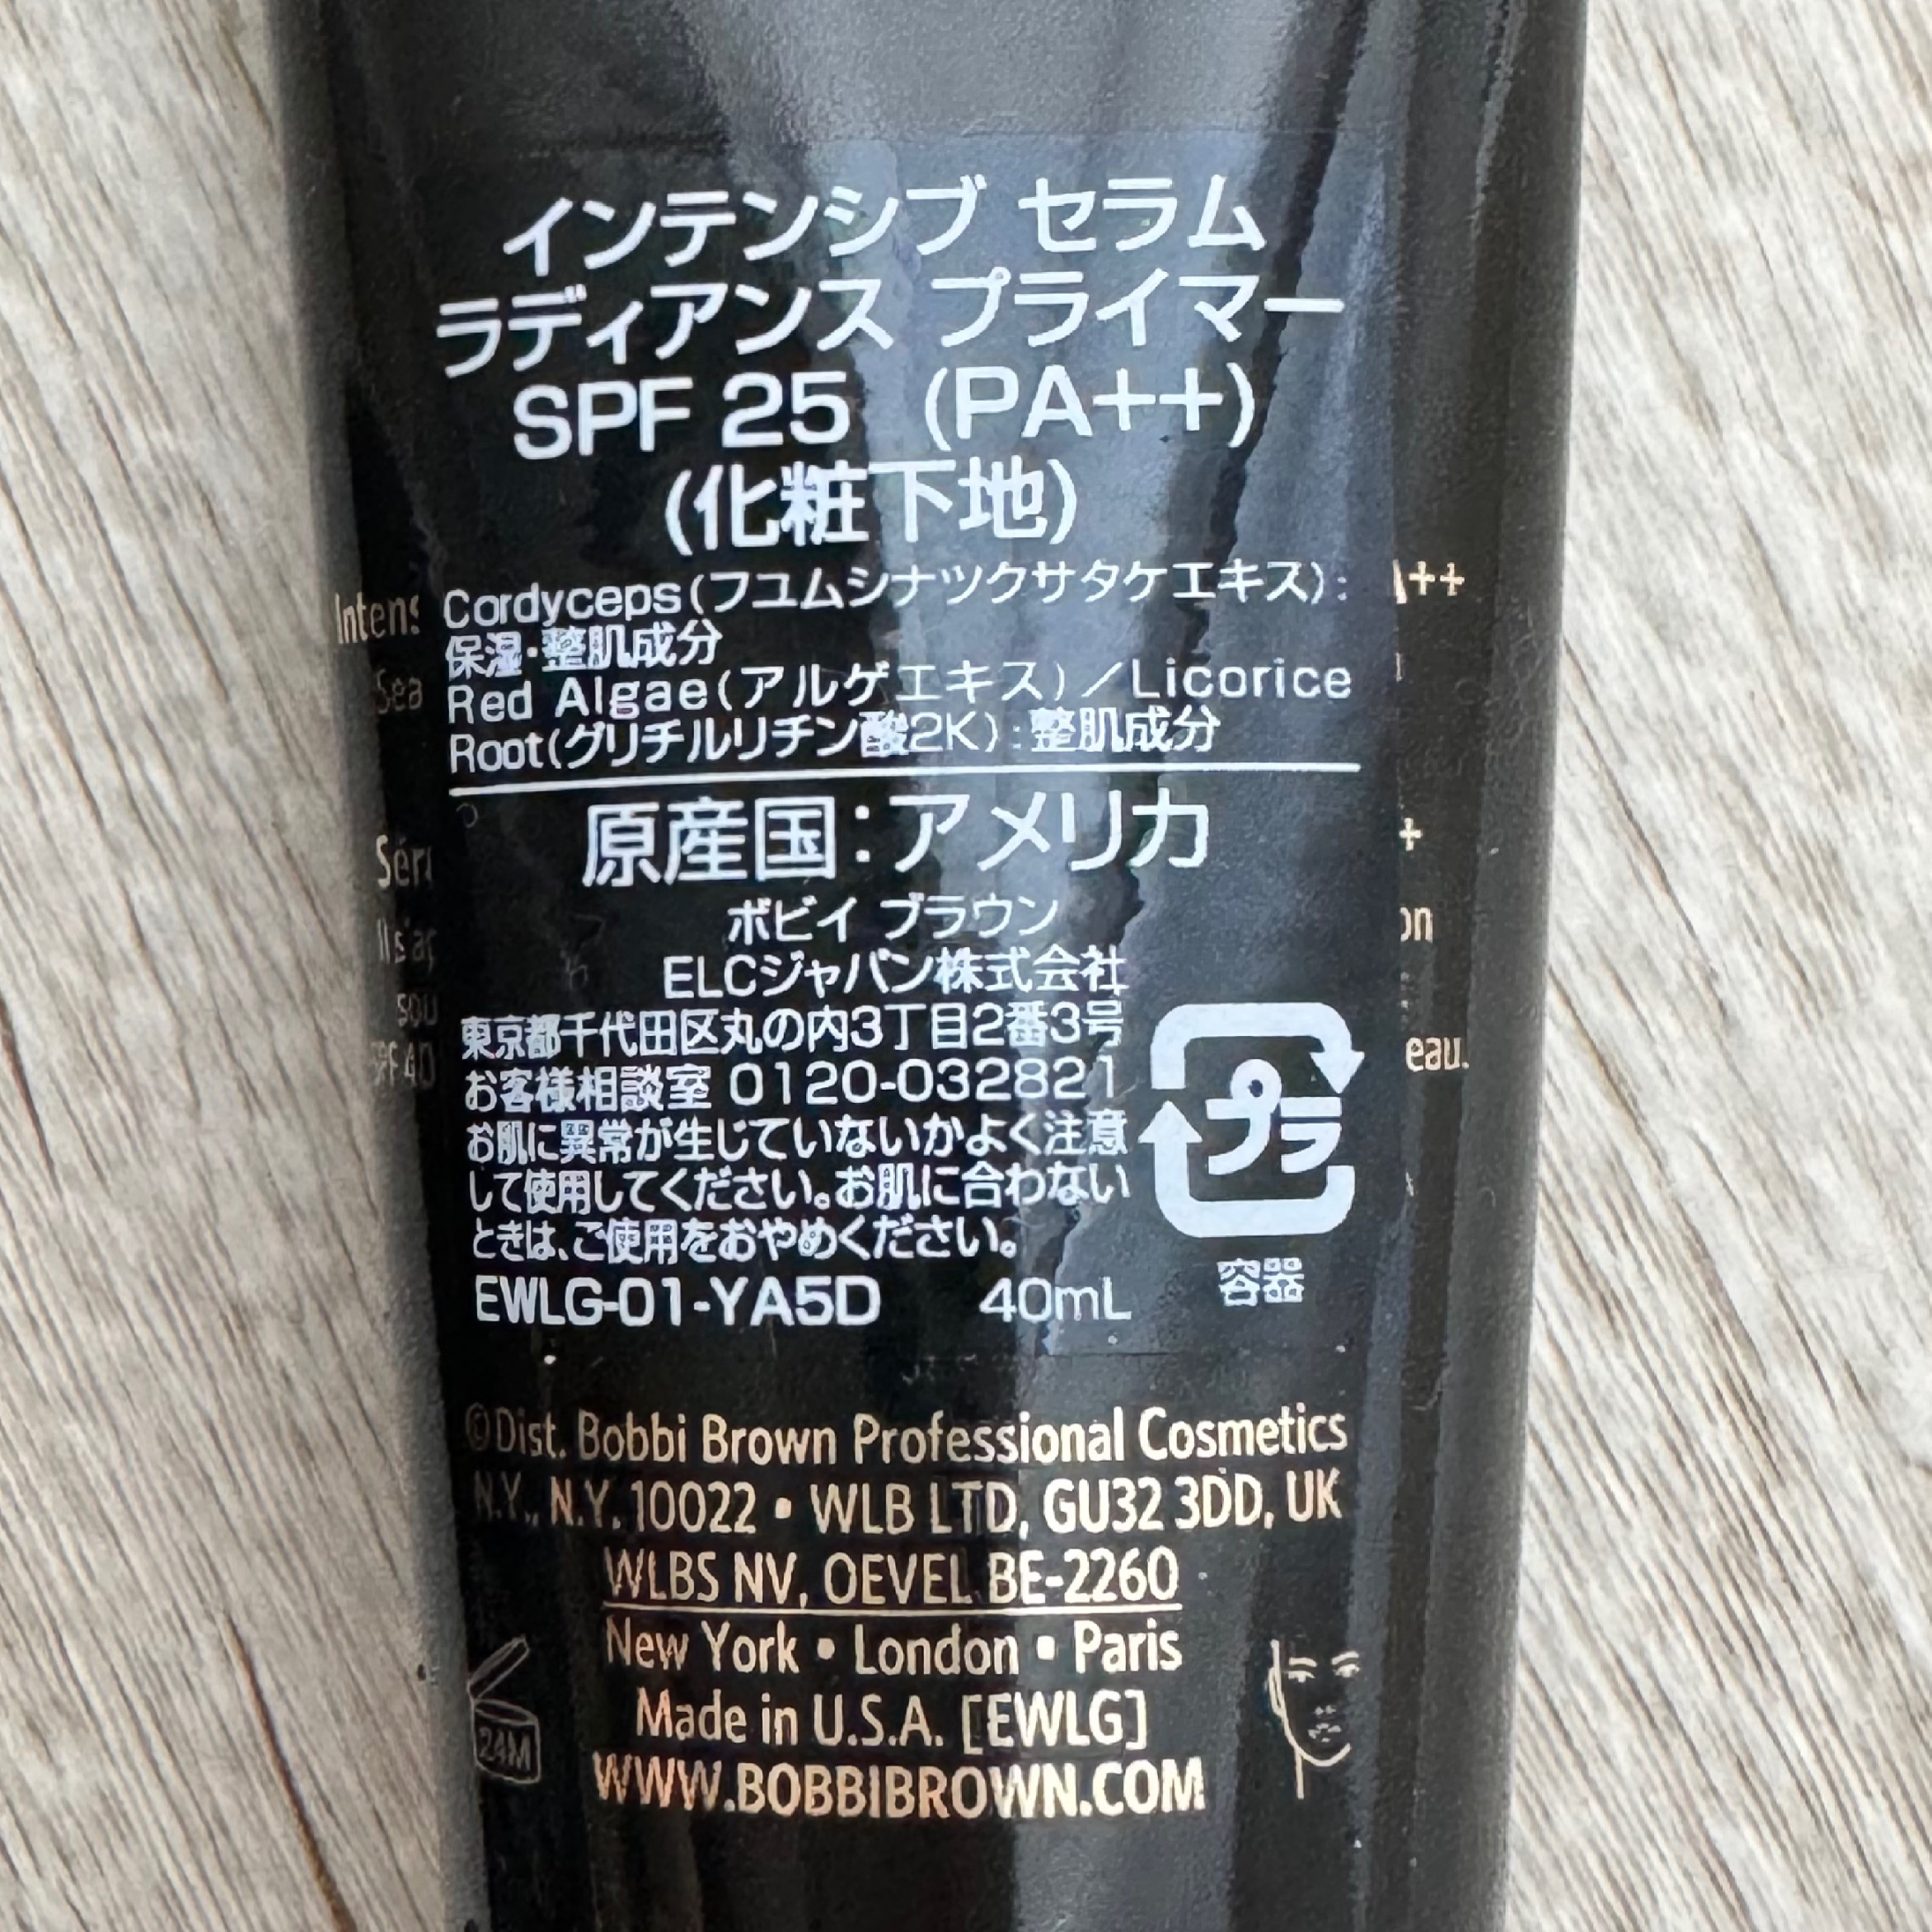 インテンシブ セラム
ラディアンス プライマー
SPF 25 (PA++)
(化粧下地)
Cordyceps(フユムシナツクサタケエキス):
保湿・整肌成分
Red Algae(アルゲエキス)/Licorice
Root(グリチルリチン酸2K):整肌成分
原産国:アメリカ
ボビイ ブラウン
ELCジャパン株式会社
東京都千代田区丸の内3丁目2番3号
お客様相談室 0120-032821
お肌に異常が生じていないかよく注意
して使用してください。お肌に合わない
ときは、ご使用をおやめください。
EWLG-01-YA5D 40mL
プラ
容器
©Dist. Bobbi Brown Professional Cosmetics
N.Y., N.Y. 10022 • WLB LTD, GU32 3DD, UK
WLBS NV, OEVEL BE-2260
New York • London • Paris
Made in U.S.A. [EWLG]
WWW.BOBBIBROWN.COM
24M